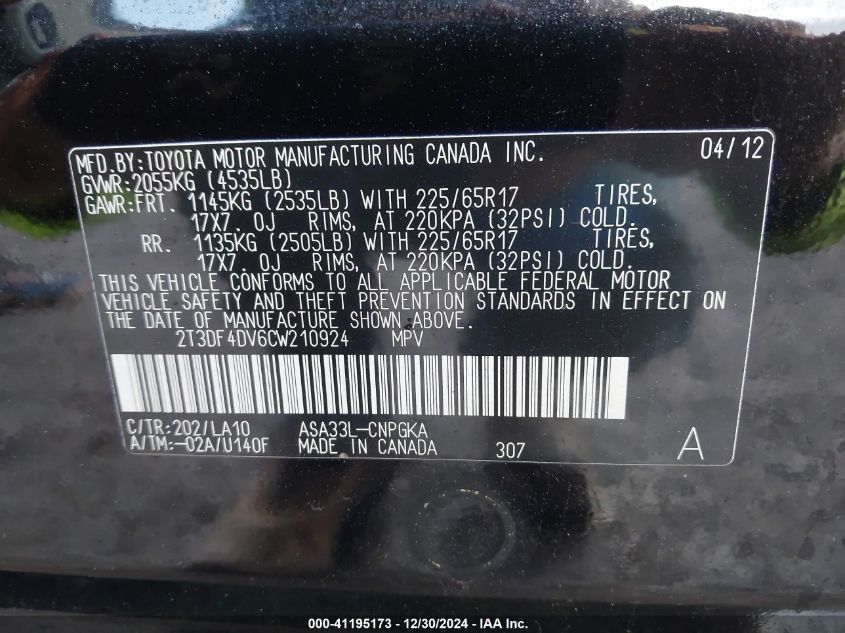 MFD.BY:TOYOTA MOTOR MANUFACTURING CANADA INC. 04/12
GVWR:2055KG (4535LB)
GAWR:FRT. 1145KG (2535LB) WITH 225/65R17 TIRES,
17X7.0J RIMS, AT 220KPA (32PSI) COLD.
RR. 1135KG (2505LB) WITH 225/65R17 TIRES,
17X7.0J RIMS, AT 220KPA (32PSI) COLD.
THIS VEHICLE CONFORMS TO ALL APPLICABLE FEDERAL MOTOR
VEHICLE SAFETY AND THEFT PREVENTION STANDARDS IN EFFECT ON
THE DATE OF MANUFACTURE SHOWN ABOVE.
2T3DF4DV6CW210924 MPV
C/TR:202/LA10 ASA33L-CNPGKA
A/TM:-02A/U140F MADE IN CANADA 307 A
000-41195173 - 12/30/2024 - IAA Inc.